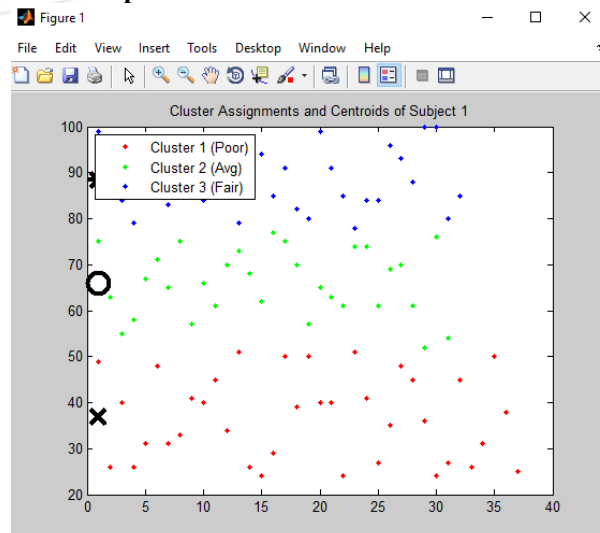 Figure 1
File Edit View Insert Tools Desktop Window Help
Cluster Assignments and Centroids of Subject 1
Cluster 1 (Poor)
Cluster 2 (Avg)
Cluster 3 (Fair)
100
90
80
70
60
50
40
30
20
0 5 10 15 20 25 30 35 40